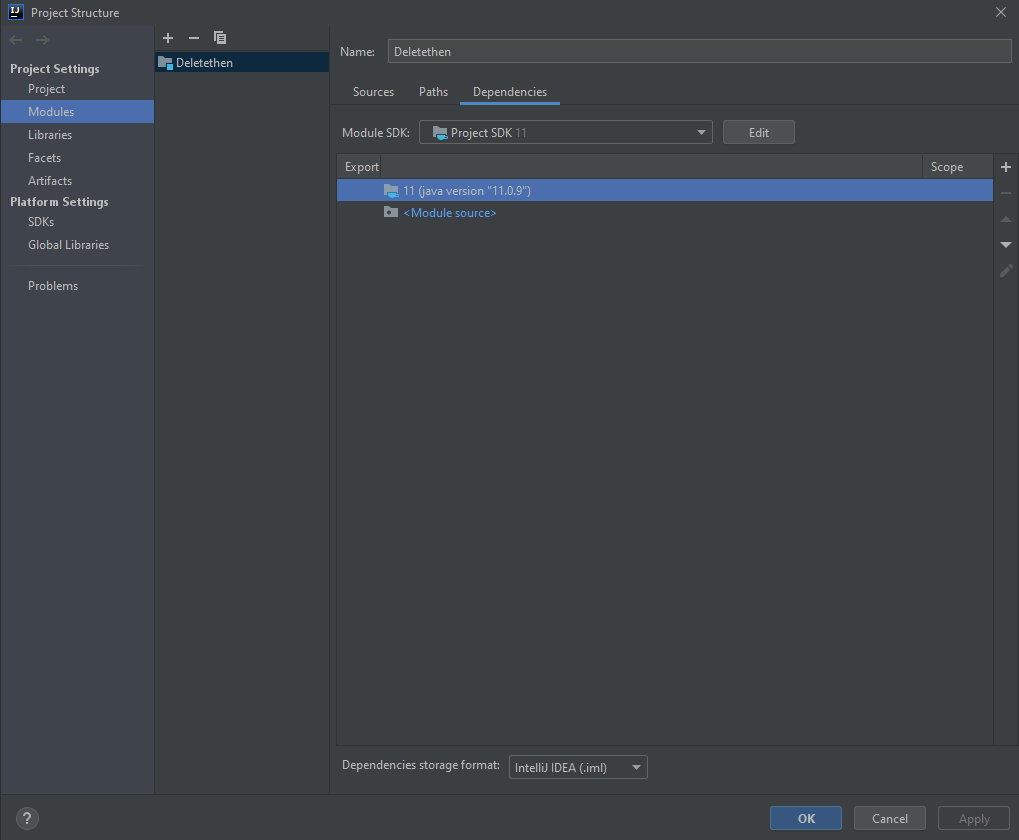 Project Structure
Project Settings
Project
Modules
Libraries
Facets
Artifacts
Platform Settings
SDKs
Global Libraries
Problems
Deletethen
Name: Deletethen
Sources Paths Dependencies
Module SDK: Project SDK 11 Edit
Export Scope
11 (java version "11.0.9")
<Module source>
Dependencies storage format: IntelliJ IDEA (.iml)
? OK Cancel Apply